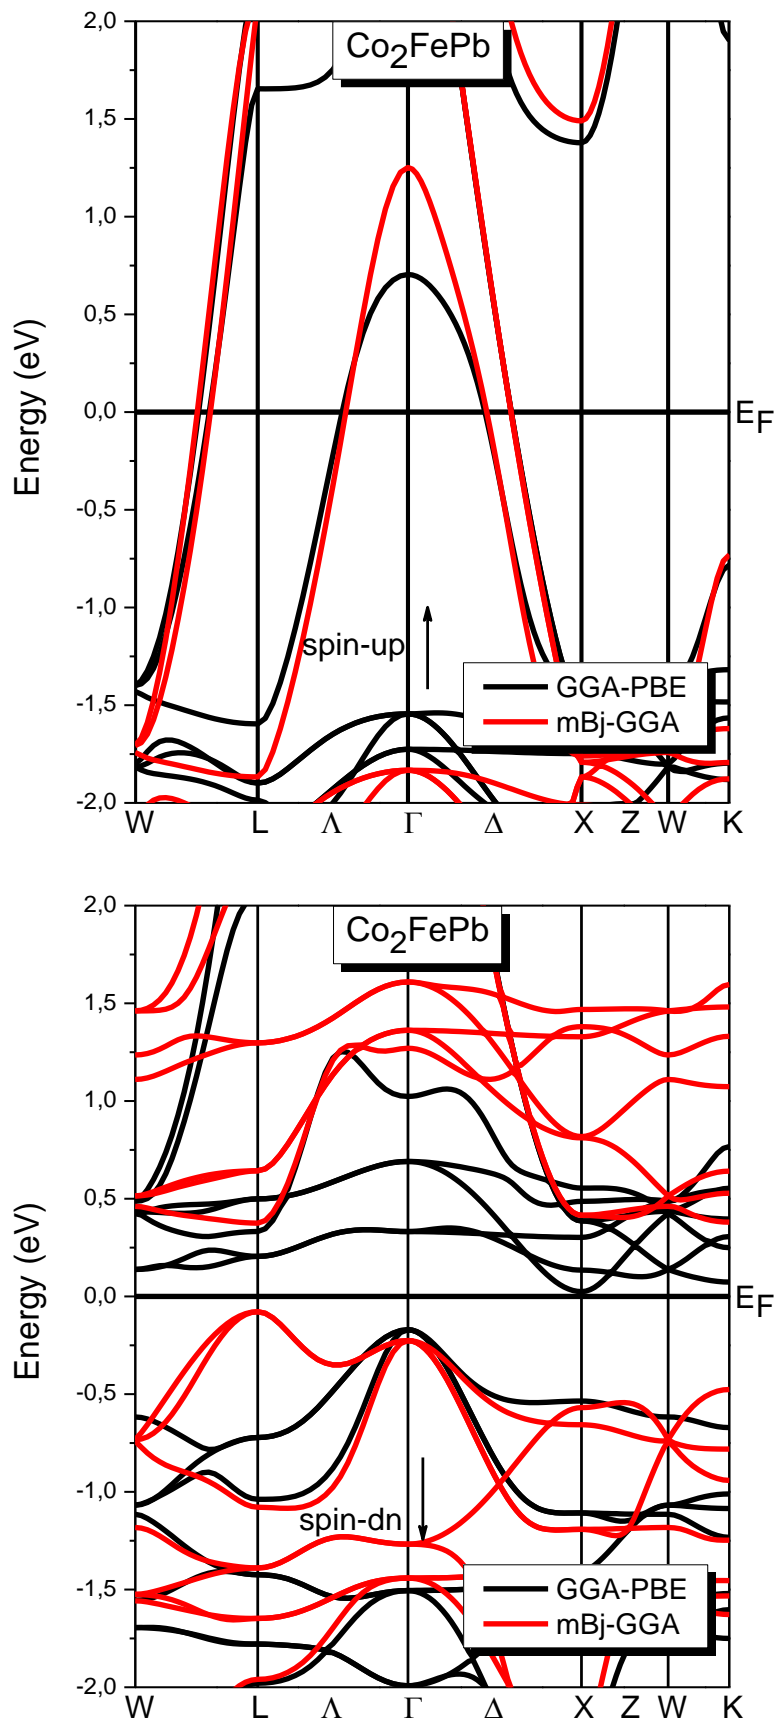 Co2FePb
2,0
1,5
1,0
0,5
0,0
-0,5
-1,0
-1,5
-2,0
Energy (eV)
EF
spin-up
GGA-PBE
mBj-GGA
W L Λ Γ Δ X Z W K
Co2FePb
2,0
1,5
1,0
0,5
0,0
-0,5
-1,0
-1,5
-2,0
Energy (eV)
EF
spin-dn
GGA-PBE
mBj-GGA
W L Λ Γ Δ X Z W K